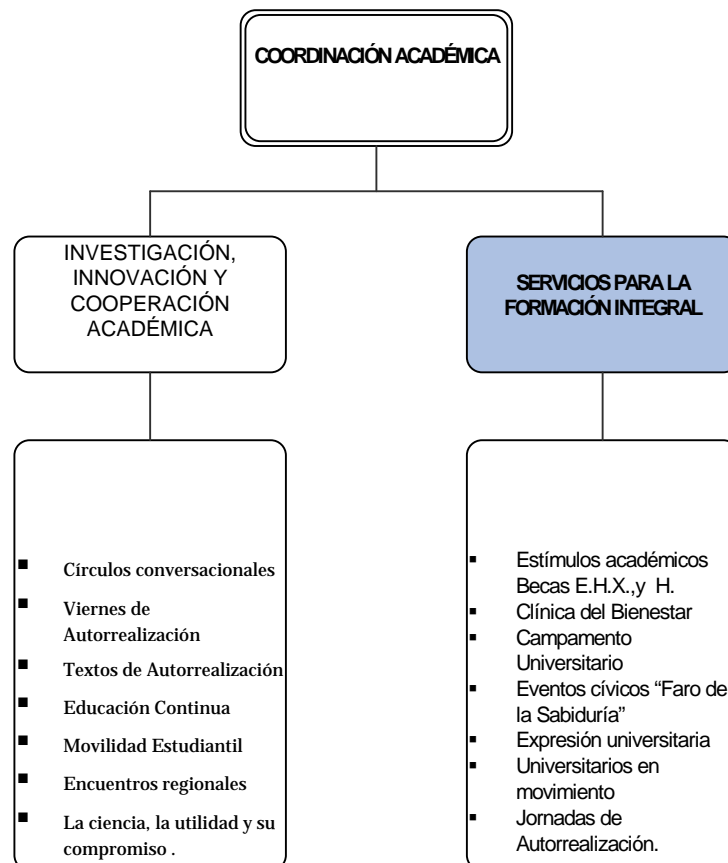 COORDINACIÓN ACADÉMICA
INVESTIGACIÓN,
INNOVACIÓN Y
COOPERACIÓN
ACADÉMICA
SERVICIOS PARA LA
FORMACIÓN INTEGRAL
▪ Círculos conversacionales
▪ Viernes de
Autorrealización
▪ Textos de Autorrealización
▪ Educación Continua
▪ Movilidad Estudiantil
▪ Encuentros regionales
▪ La ciencia, la utilidad y su
compromiso .
▪ Estímulos académicos
Becas E.H.X.,y H.
▪ Clínica del Bienestar
▪ Campamento
Universitario
▪ Eventos cívicos “Faro de
la Sabiduría”
▪ Expresión universitaria
▪ Universitarios en
movimiento
▪ Jornadas de
Autorrealización.